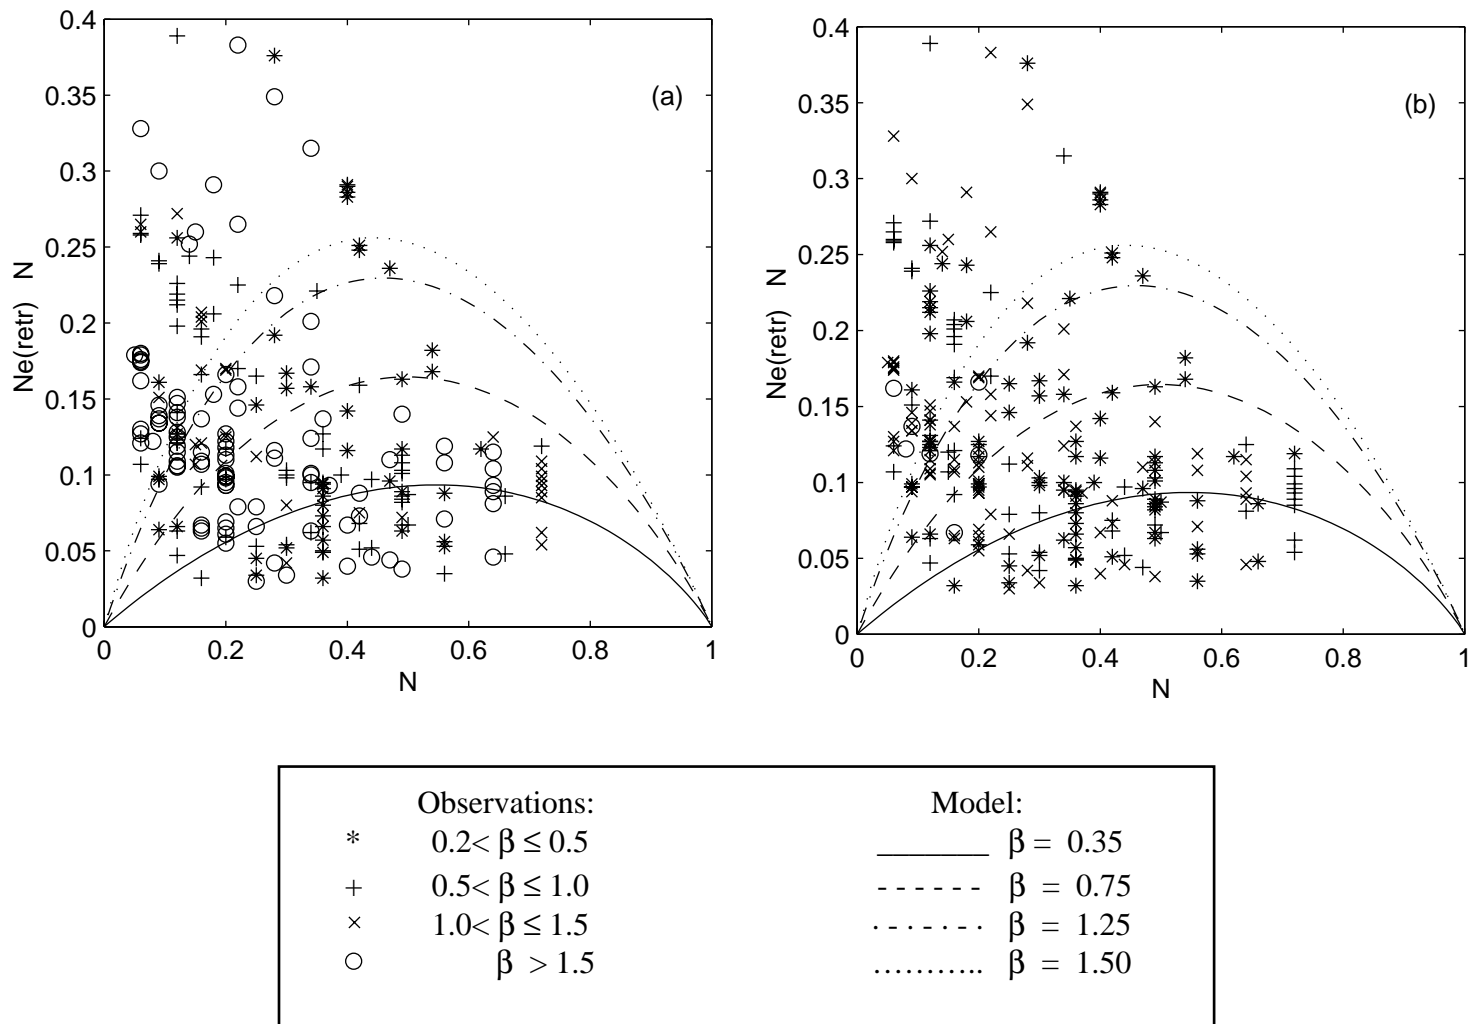 0.4
0.35
0.3
0.25
0.2
0.15
0.1
0.05
0
Ne(retr) N
(a)
0 0.2 0.4 0.6 0.8 1
N
0.4
0.35
0.3
0.25
0.2
0.15
0.1
0.05
0
Ne(retr) N
(b)
0 0.2 0.4 0.6 0.8 1
N
Observations:
* 0.2< β ≤ 0.5
+ 0.5< β ≤ 1.0
× 1.0< β ≤ 1.5
○ β > 1.5
Model:
β = 0.35
β = 0.75
β = 1.25
β = 1.50